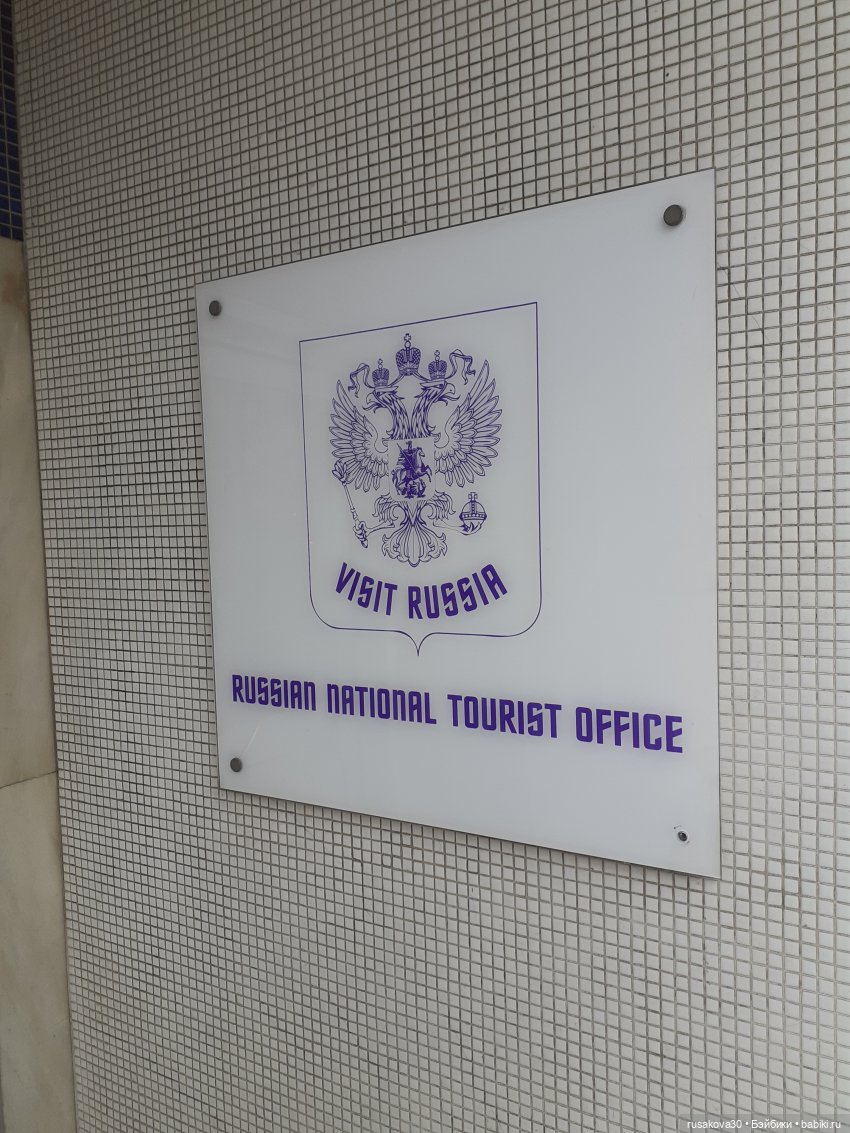 VISIT RUSSIA
RUSSIAN NATIONAL TOURIST OFFICE
rusakova30 • Бэйбики • babiki.ru